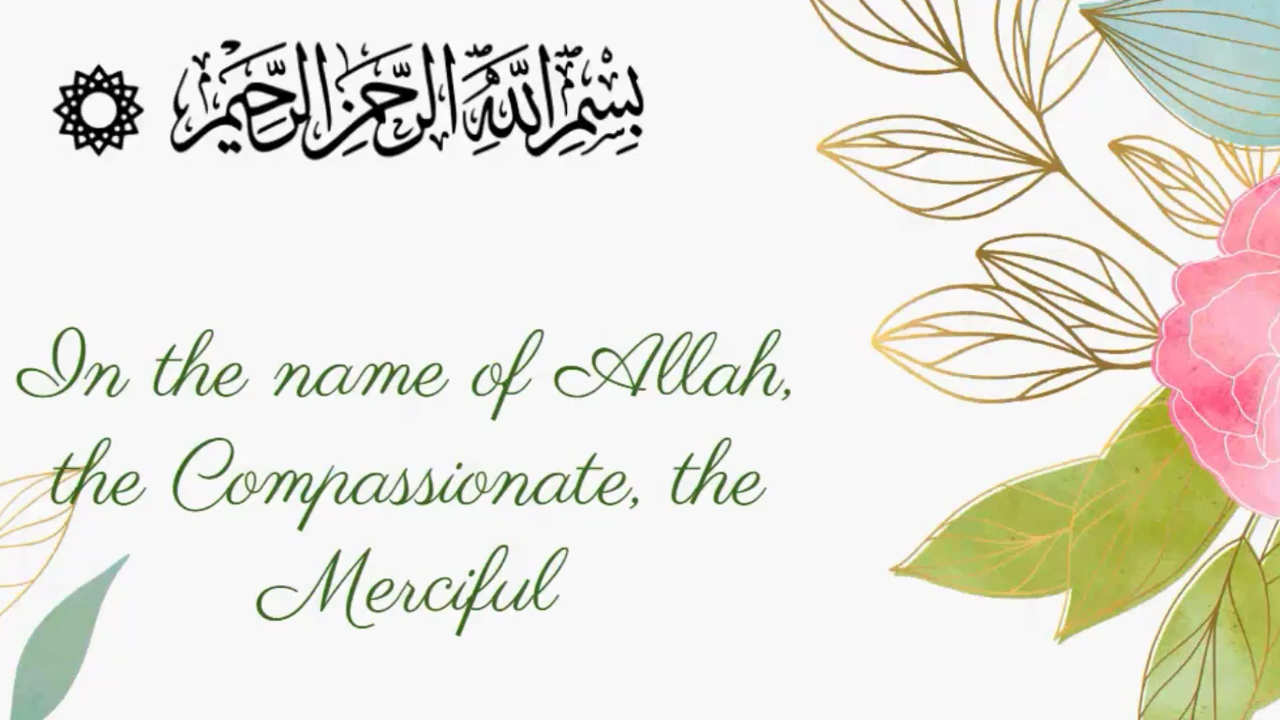 بِسْمِ اللَّهِ الرَّحْمَٰنِ الرَّحِيمِ
In the name of Allah,
the Compassionate, the
Merciful